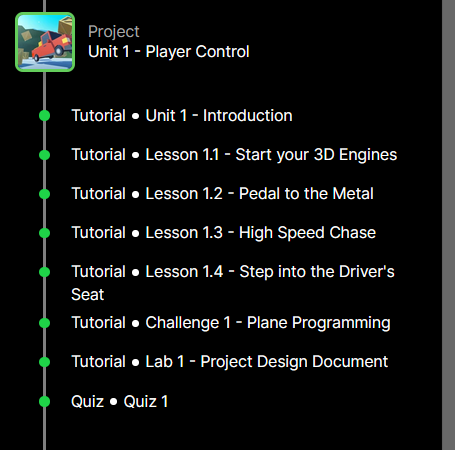 Project
Unit 1 - Player Control
Tutorial • Unit 1 - Introduction
Tutorial • Lesson 1.1 - Start your 3D Engines
Tutorial • Lesson 1.2 - Pedal to the Metal
Tutorial • Lesson 1.3 - High Speed Chase
Tutorial • Lesson 1.4 - Step into the Driver's
Seat
Tutorial • Challenge 1 - Plane Programming
Tutorial • Lab 1 - Project Design Document
Quiz • Quiz 1